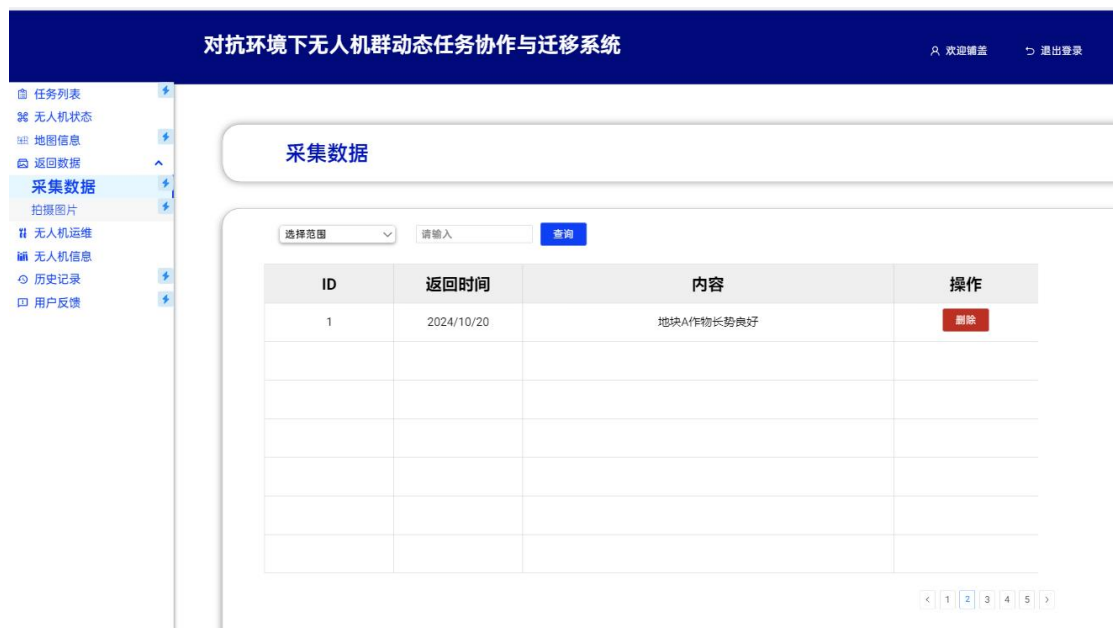 对抗环境下无人机群动态任务协作与迁移系统
欢迎铺盖 退出登录
任务列表
无人机状态
地图信息
返回数据
采集数据
拍摄图片
无人机运维
无人机信息
历史记录
用户反馈
采集数据
选择范围 请输入 查询
ID 返回时间 内容 操作
1 2024/10/20 地块A作物长势良好 删除
< 1 2 3 4 5 >